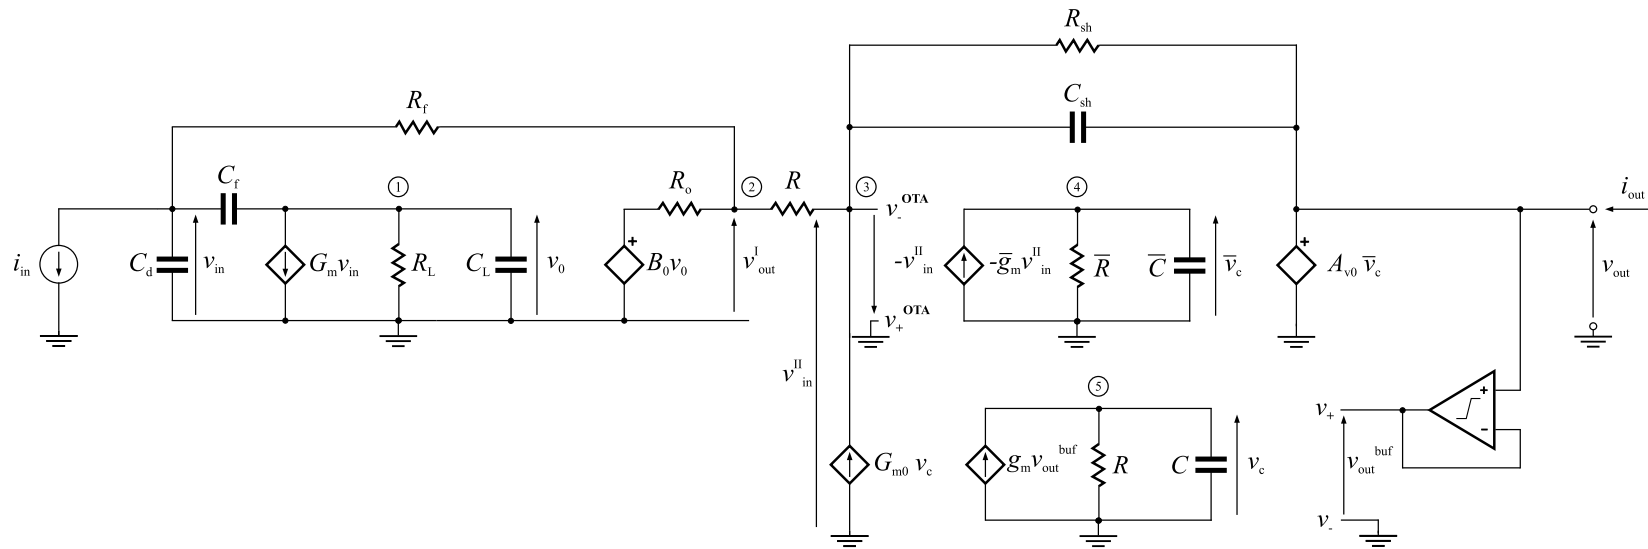 R_sh
C_sh
R_f
C_f
1
R_o
2
R
3
v_-^OTA
4
i_out
i_in
C_d
v_in
G_m v_in
R_L
C_L
v_0
+
B_0 v_0
v^I_out
-v^II_in
-g̅_m v^II_in
R̅
C̅
v̅_c
+
A_v0 v̅_c
v_out
v_+^OTA
v^II_in
5
+
-
v_+
G_m0 v_c
g_m v_out^buf
R
C
v_c
v_out^buf
v_-